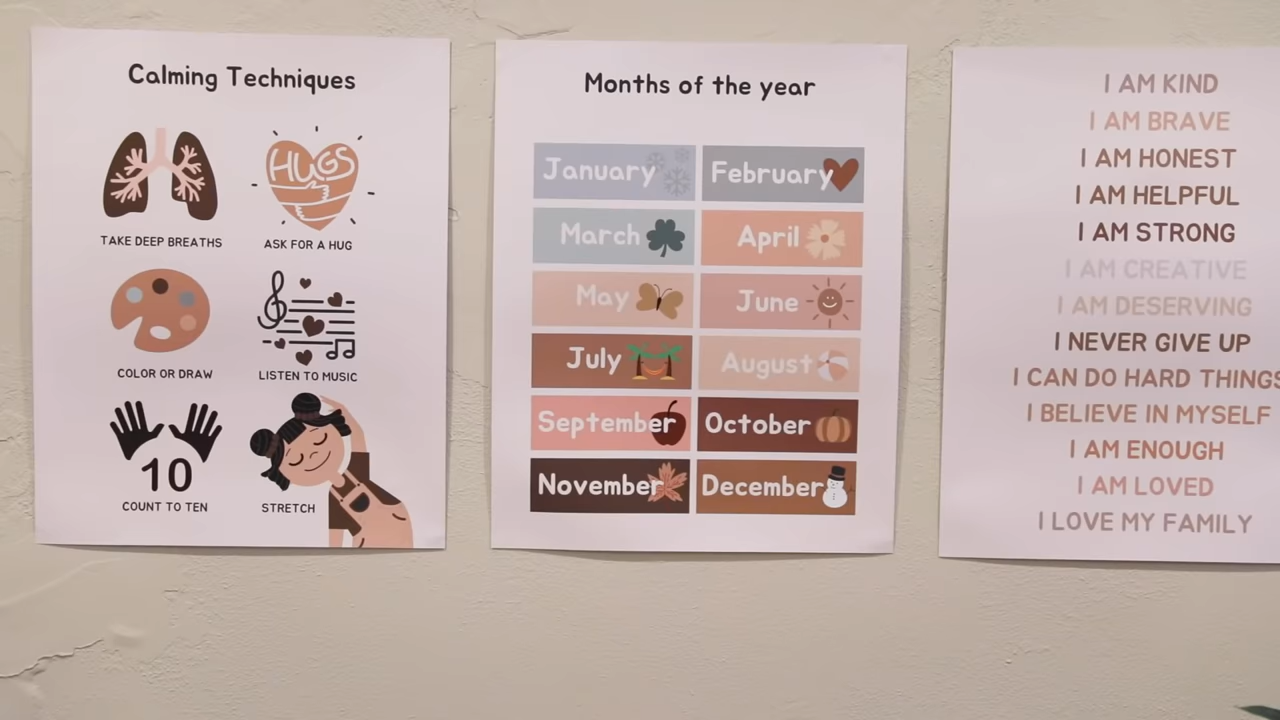 Calming Techniques
HUGS
TAKE DEEP BREATHS
ASK FOR A HUG
COLOR OR DRAW
LISTEN TO MUSIC
10
COUNT TO TEN
STRETCH
Months of the year
January
February
March
April
May
June
July
August
September
October
November
December
I AM KIND
I AM BRAVE
I AM HONEST
I AM HELPFUL
I AM STRONG
I AM CREATIVE
I AM DESERVING
I NEVER GIVE UP
I CAN DO HARD THINGS
I BELIEVE IN MYSELF
I AM ENOUGH
I AM LOVED
I LOVE MY FAMILY